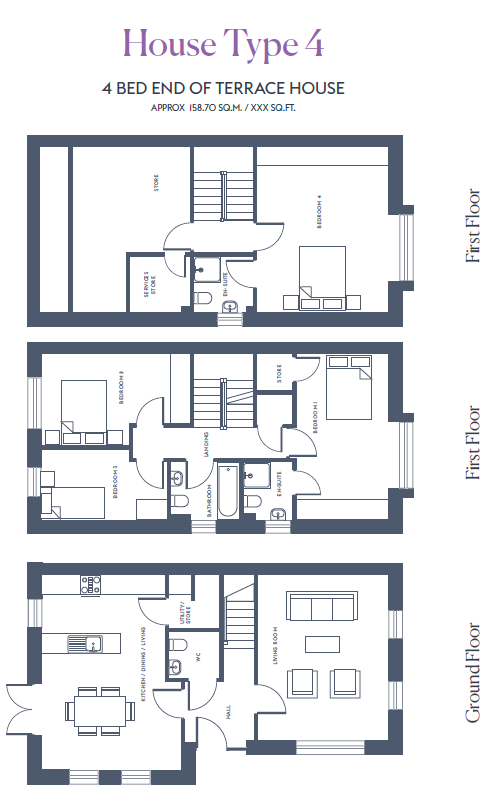 House Type 4
4 BED END OF TERRACE HOUSE
APPROX 158.70 SQ.M. / XXX SQ.FT.
First Floor
STORE
BEDROOM 4
SERVICES
STORE
EN-SUITE
First Floor
BEDROOM 2
STORE
BEDROOM 1
LANDING
BEDROOM 3
BATHROOM
EN-SUITE
Ground Floor
UTILITY/
STORE
KITCHEN / DINING / LIVING
WC
LIVING ROOM
HALL